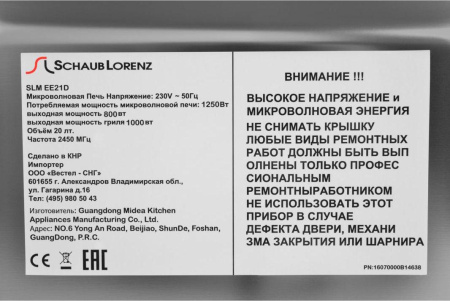 SCHAUB LORENZ
SLM EE21D
Микроволновая Печь Напряжение: 230V ~ 50Гц
Потребляемая мощность микроволновой печи: 1250Вт
выходная мощность 800вт
выходная мощность гриля 1000вт
Объём 20 лт.
Частота 2450 МГц
Сделано в КНР
Импортер
ООО «Вестел - СНГ»
601655 г. Александров Владимирская обл.,
ул. Гагарина д.16
Тел: (495) 980 50 43
Изготовитель: Guangdong Midea Kitchen
Appliances Manufacturing Co., Ltd.
Адрес: NO.6 Yong An Road, Beijiao, ShunDe, Foshan,
GuangDong, P.R.C.
CE
EAC
ВНИМАНИЕ !!!
ВЫСОКОЕ НАПРЯЖЕНИЕ и
МИКРОВОЛНОВАЯ ЭНЕРГИЯ
НЕ СНИМАТЬ КРЫШКУ
ЛЮБЫЕ ВИДЫ РЕМОНТНЫХ
РАБОТ ДОЛЖНЫ БЫТЬ ВЫП
ОЛНЕНЫ ТОЛЬКО ПРОФЕС
СИОНАЛЬНЫМ
РЕМОНТНЫРАБОТНИКОМ
НЕ ИСПОЛЬЗОВАТЬ ЭТОТ
ПРИБОР В СЛУЧАЕ
ДЕФЕКТА ДВЕРИ, МЕХАНИ
ЗМА ЗАКРЫТИЯ ИЛИ ШАРНИРА
PN:16070000B14638